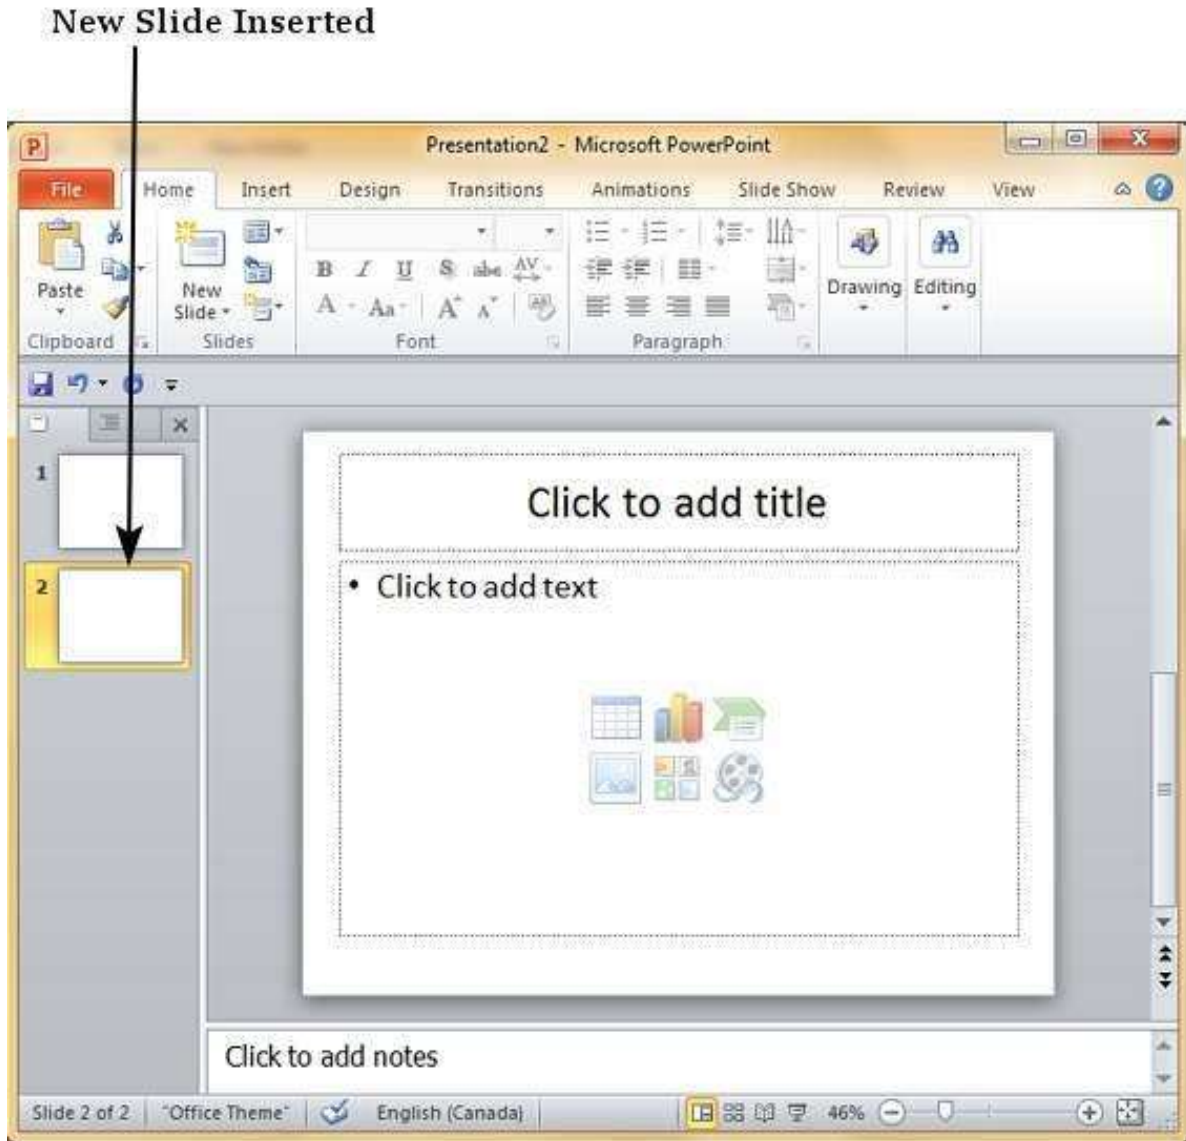 New Slide Inserted
Presentation2 - Microsoft PowerPoint
File Home Insert Design Transitions Animations Slide Show Review View
Paste
New
Slide
Drawing Editing
B I U S abc AV
A Aa A A
Clipboard Slides Font Paragraph
1
Click to add title
2
• Click to add text
Click to add notes
Slide 2 of 2 "Office Theme" English (Canada) 46%